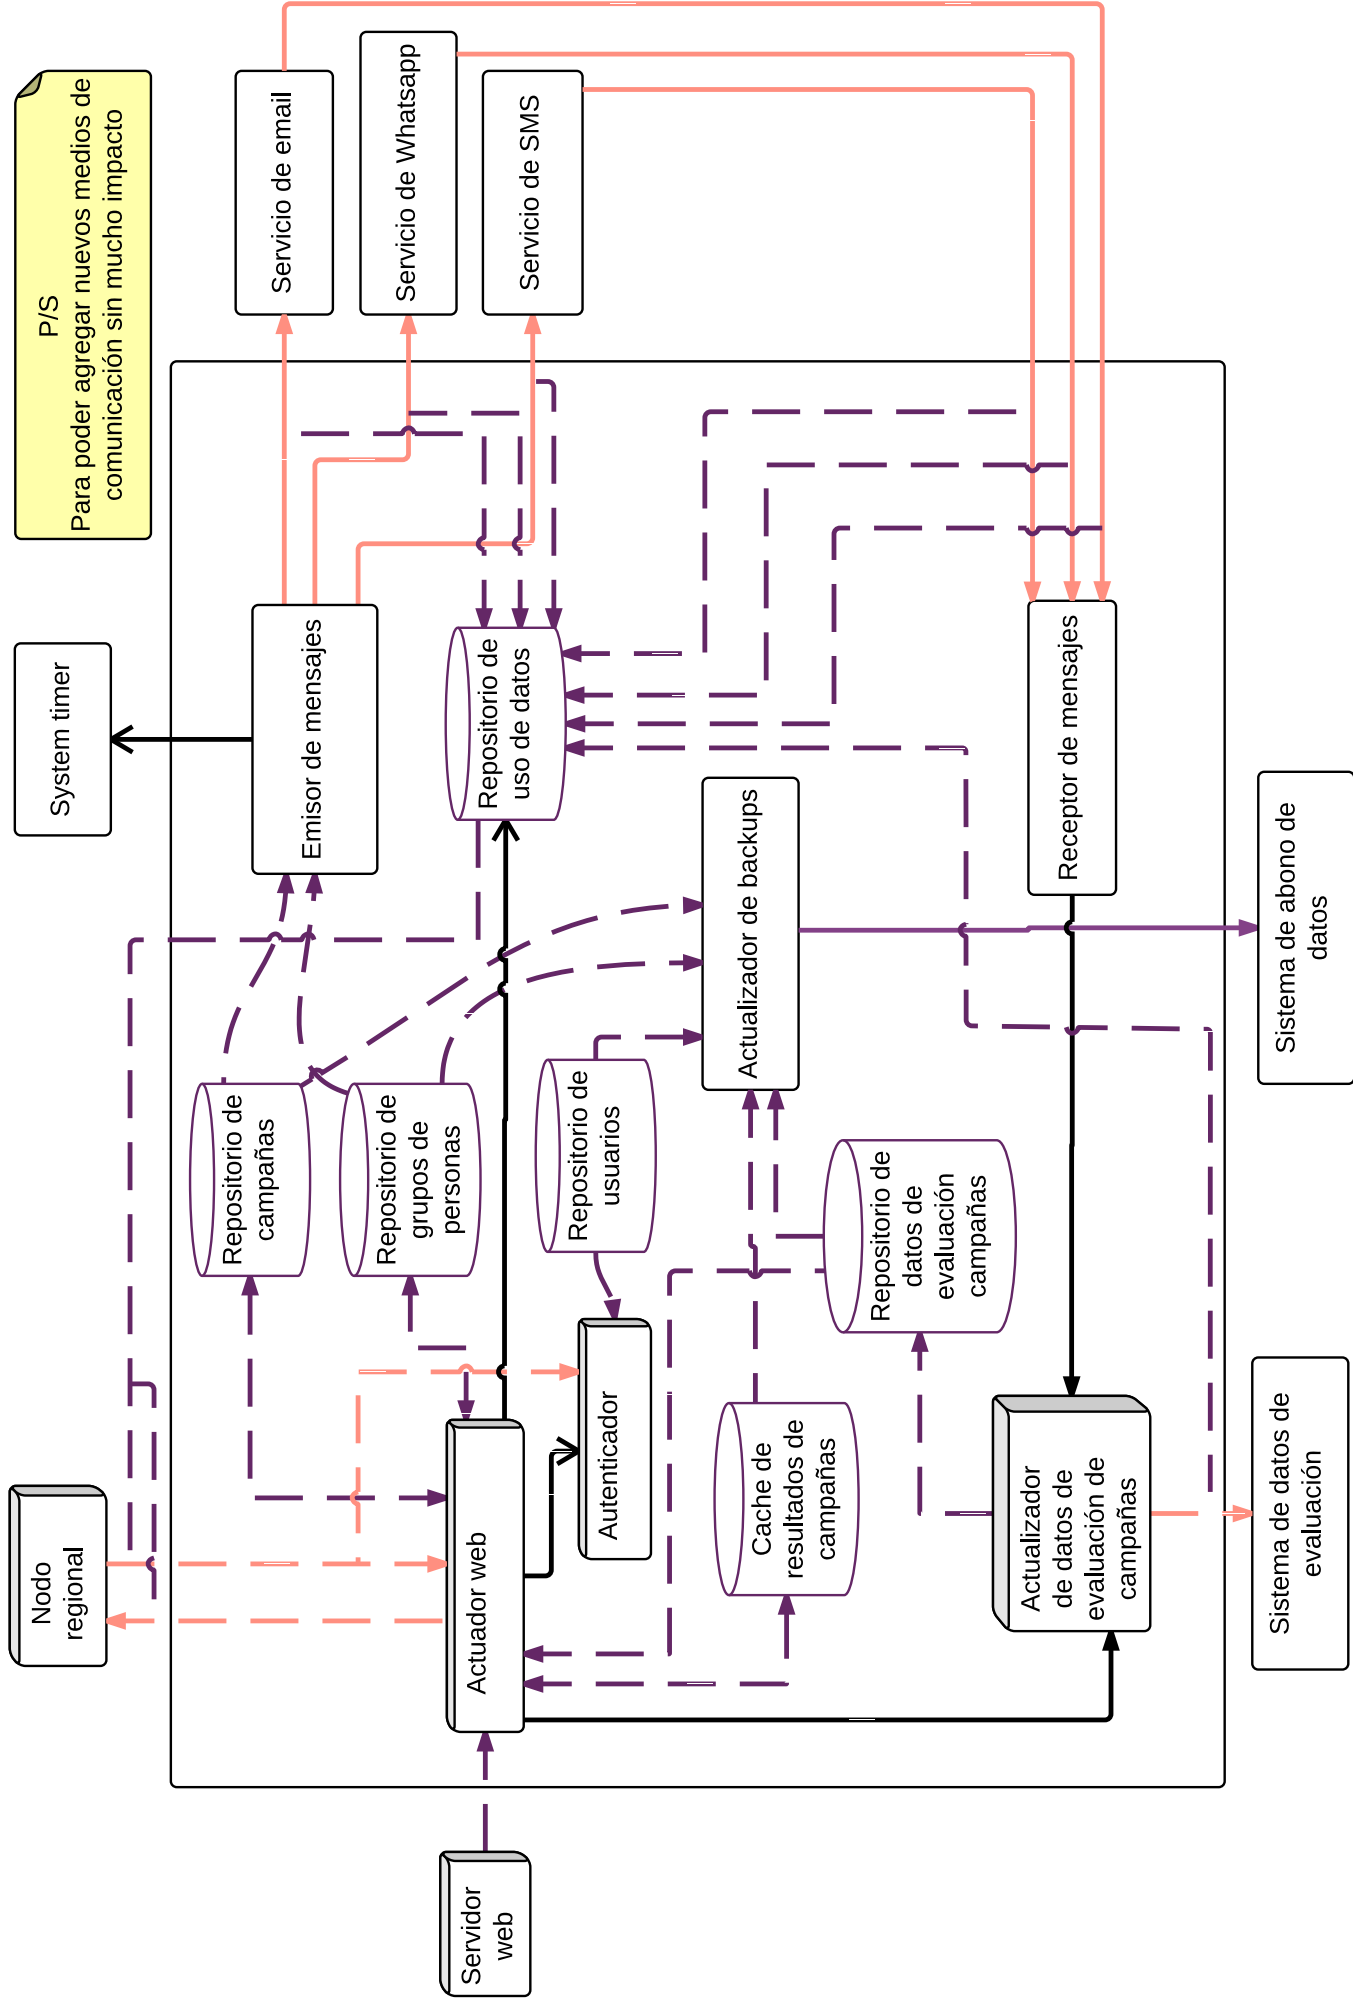 P/S
Para poder agregar nuevos medios de
comunicación sin mucho impacto
System timer
Nodo
regional
Servicio de email
Servicio de Whatsapp
Servicio de SMS
Emisor de mensajes
Repositorio de
campañas
Repositorio de
grupos de
personas
Repositorio de
uso de datos
Actuador web
Servidor
web
Repositorio de
usuarios
Autenticador
Actualizador de backups
Cache de
resultados de
campañas
Repositorio de
datos de
evaluación
campañas
Receptor de mensajes
Actualizador
de datos de
evaluación de
campañas
Sistema de abono de
datos
Sistema de datos de
evaluación